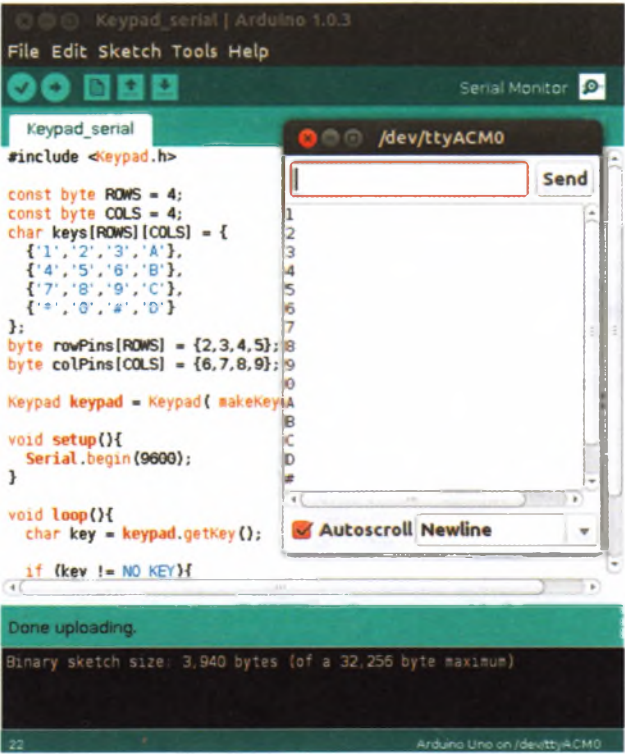 Keypad_serial | Arduino 1.0.3
File Edit Sketch Tools Help
Serial Monitor
Keypad_serial
#include <Keypad.h>
const byte ROWS = 4;
const byte COLS = 4;
char keys[ROWS][COLS] = {
{'1','2','3','A'},
{'4','5','6','B'},
{'7','8','9','C'},
{'*','0','#','D'}
};
byte rowPins[ROWS] = {2,3,4,5};
byte colPins[COLS] = {6,7,8,9};
Keypad keypad = Keypad( makeKey
void setup(){
Serial.begin(9600);
}
void loop(){
char key = keypad.getKey();
if (key != NO_KEY){
/dev/ttyACM0
Send
1
2
3
4
5
6
7
8
9
0
A
B
C
D
#
Autoscroll Newline
Done uploading.
Binary sketch size: 3,940 bytes (of a 32,256 byte maximum)
22
Arduino Uno on /dev/ttyACM0